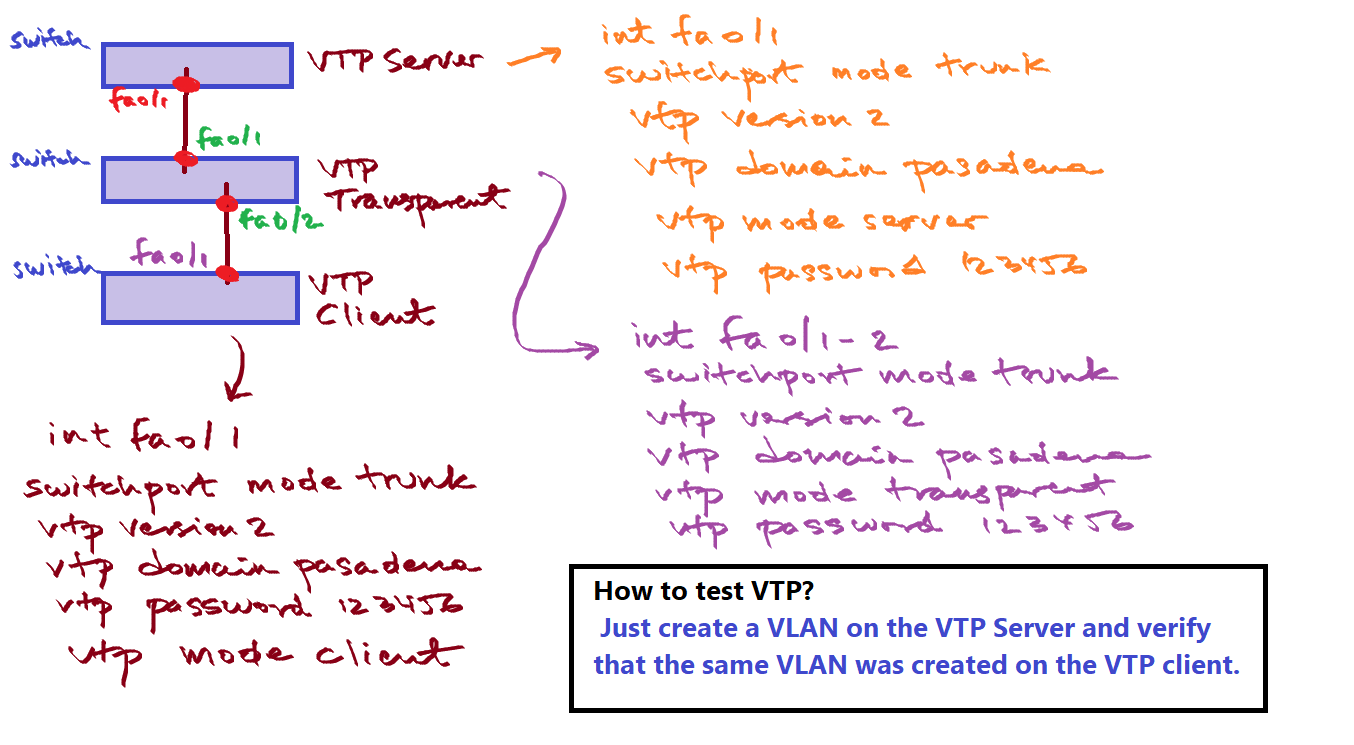 switch
VTP Server
fa0/1
fa0/1
switch
VTP
Transparent
fa0/2
fa0/1
switch
VTP
Client
int fa0/1
switchport mode trunk
vtp version 2
vtp domain pasadena
vtp mode server
vtp password 123456
int fa0/1-2
switchport mode trunk
vtp version 2
vtp domain pasadena
vtp mode transparent
vtp password 123456
int fa0/1
switchport mode trunk
vtp version 2
vtp domain pasadena
vtp password 123456
vtp mode client
How to test VTP?
Just create a VLAN on the VTP Server and verify
that the same VLAN was created on the VTP client.